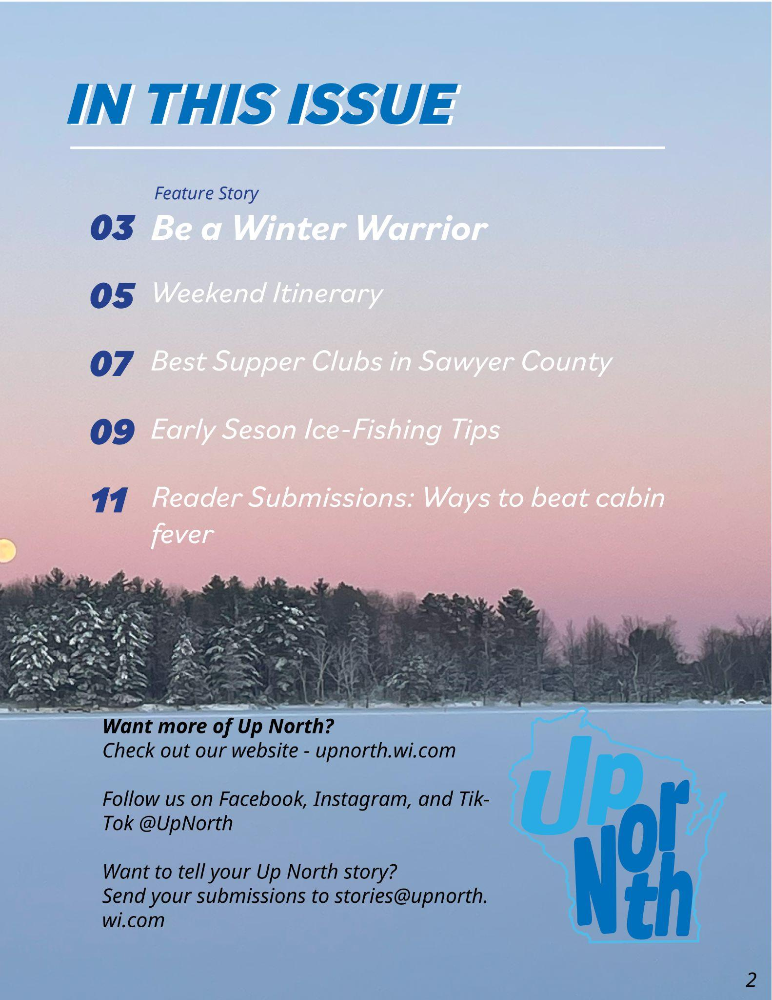 IN THIS ISSUE
Feature Story
03 Be a Winter Warrior
05 Weekend Itinerary
07 Best Supper Clubs in Sawyer County
09 Early Seson Ice-Fishing Tips
11 Reader Submissions: Ways to beat cabin
fever
Want more of Up North?
Check out our website - upnorth.wi.com
Follow us on Facebook, Instagram, and Tik-
Tok @UpNorth
Want to tell your Up North story?
Send your submissions to stories@upnorth.
wi.com
Up
North
2